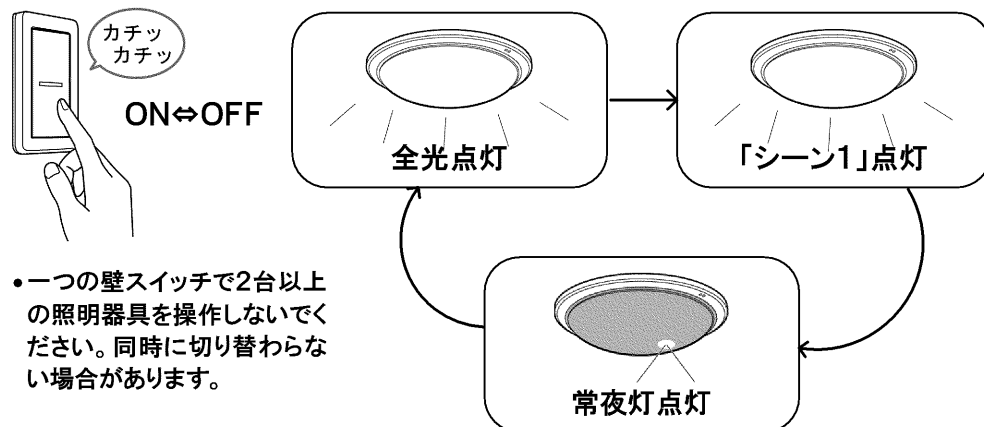 カチッ
カチッ
ON⇔OFF
全光点灯
「シーン1」点灯
常夜灯点灯
•一つの壁スイッチで2台以上
の照明器具を操作しないでく
ださい。同時に切り替わらな
い場合があります。